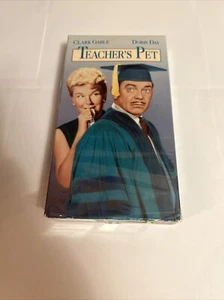 CLARK GABLE DORIS DAY
TEACHER'S PET